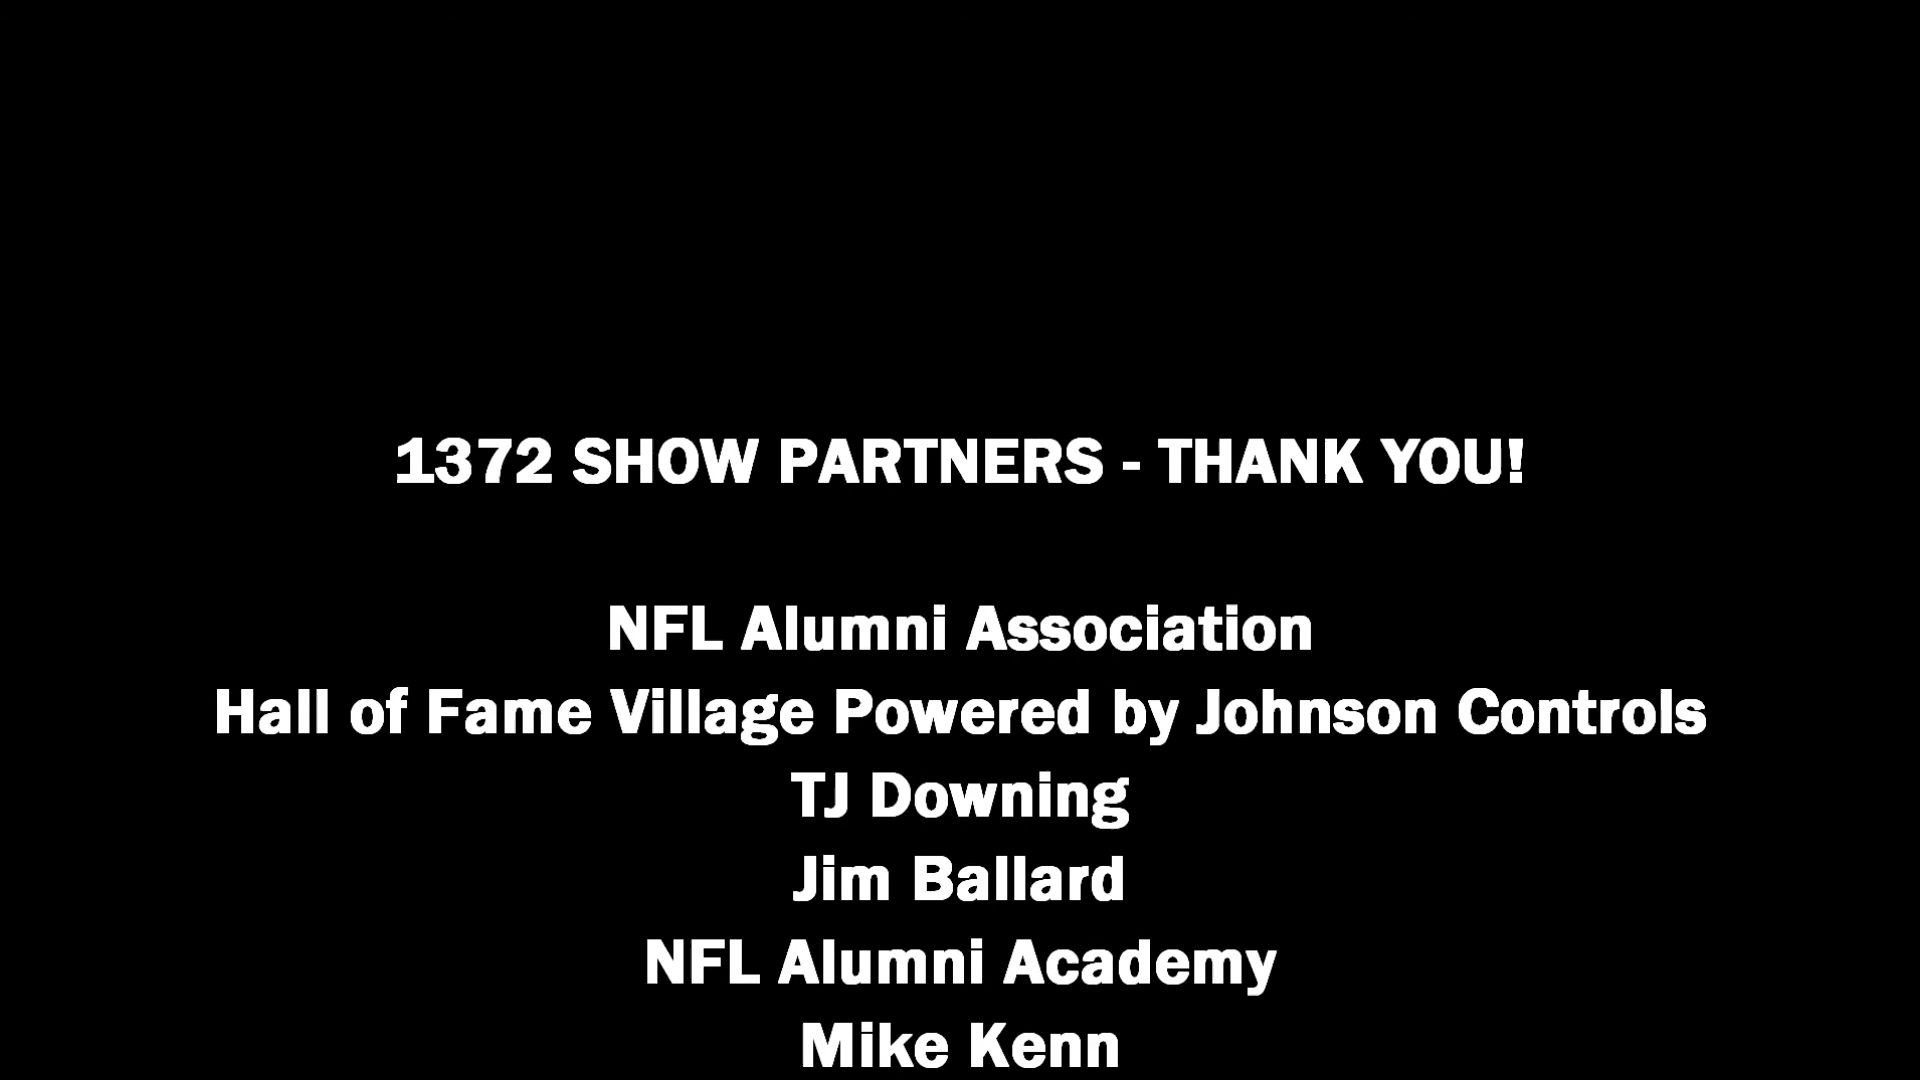 1372 SHOW PARTNERS - THANK YOU!
NFL Alumni Association
Hall of Fame Village Powered by Johnson Controls
TJ Downing
Jim Ballard
NFL Alumni Academy
Mike Kenn